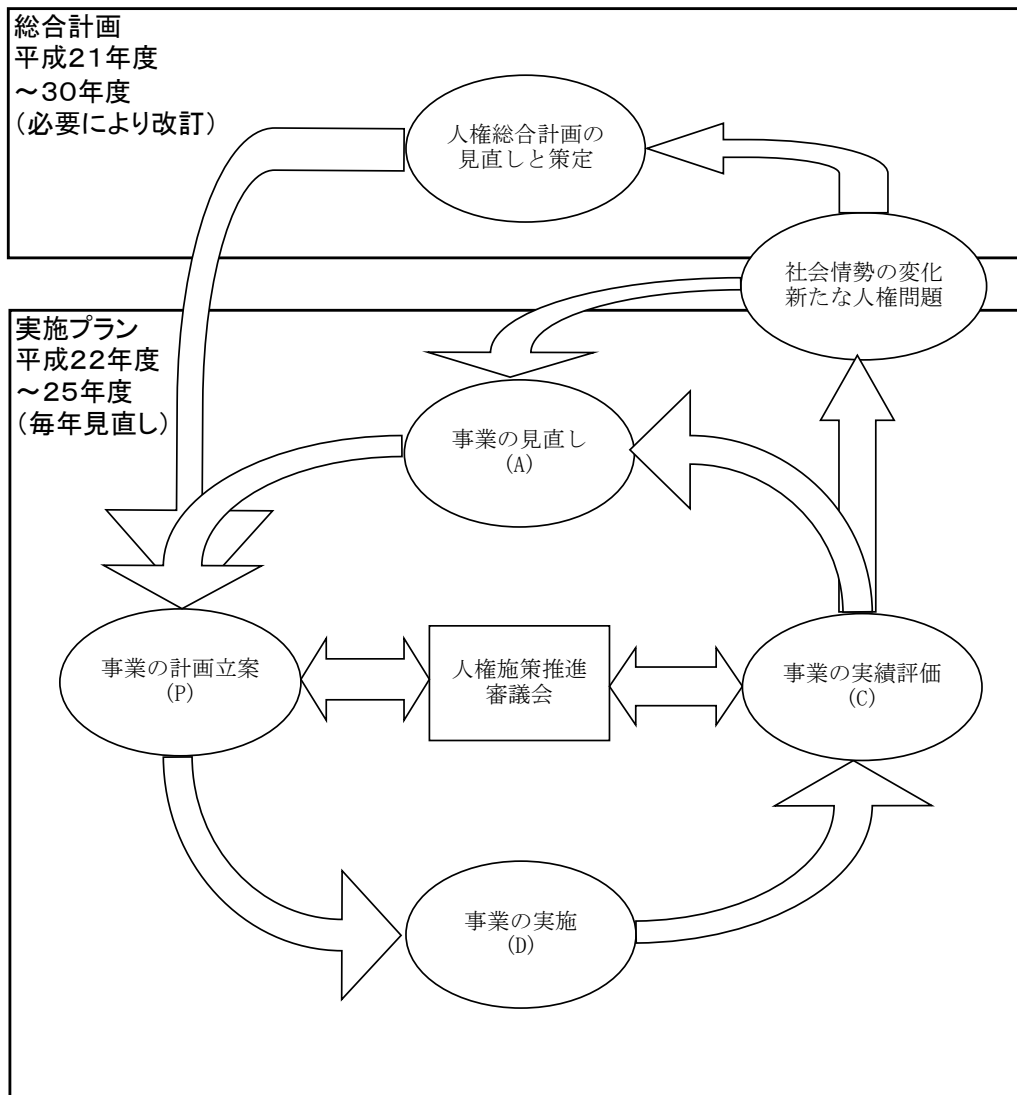 総合計画
平成21年度
～30年度
(必要により改訂)
人権総合計画の
見直しと策定
社会情勢の変化
新たな人権問題
実施プラン
平成22年度
～25年度
(毎年見直し)
事業の見直し
(A)
事業の計画立案
(P)
人権施策推進
審議会
事業の実績評価
(C)
事業の実施
(D)